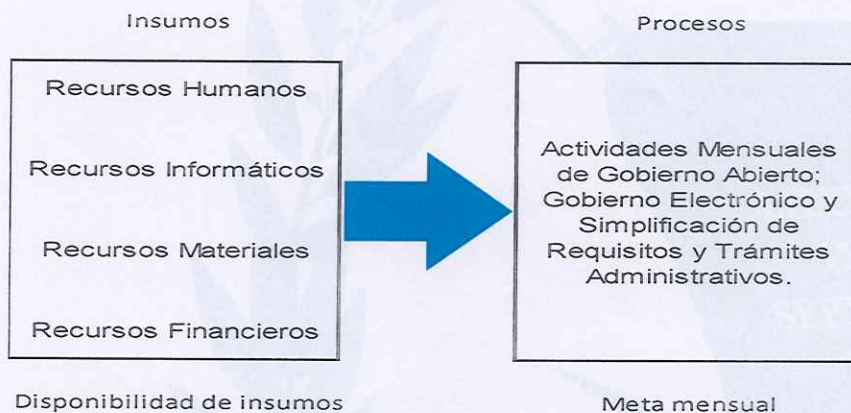 Insumos
Recursos Humanos
Recursos Informáticos
Recursos Materiales
Recursos Financieros
Disponibilidad de insumos
Procesos
Actividades Mensuales
de Gobierno Abierto;
Gobierno Electrónico y
Simplificación de
Requisitos y Trámites
Administrativos.
Meta mensual